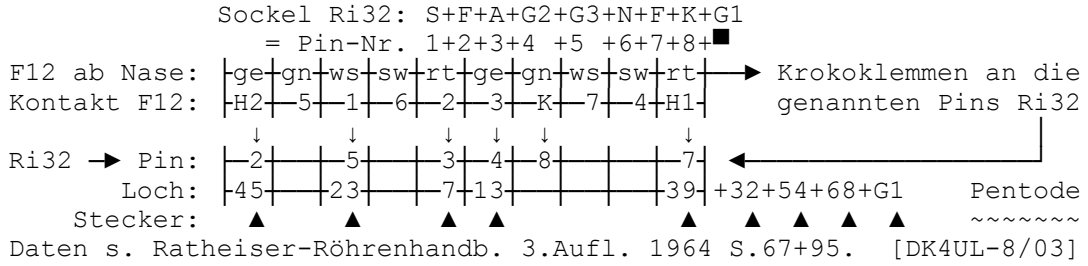 Sockel Ri32: S+F+A+G2+G3+N+F+K+G1
= Pin-Nr. 1+2+3+4 +5 +6+7+8+■
F12 ab Nase: ├ge┼gn┼ws┼sw┼rt┼ge┼gn┼ws┼sw┼rt┼──► Krokoklemmen an die
Kontakt F12: ├H2┼─5┼─1┼─6┼─2┼─3┼─K┼─7┼─4┼H1┤ genannten Pins Ri32
↓ ↓ ↓ ↓ ↓ ↓
Ri32 ─► Pin: ├─2┼──┼─5┼──┼─3┼─4┼─8┼──┼──┼─7┤ ◄
Loch: ├45┼──┼23┼──┼─7┼13┼──┼──┼──┼39┤+32+54+68+G1 Pentode
Stecker: ▲ ▲ ▲ ▲ ▲ ▲ ▲ ▲ ▲ ~~~~~~~
Daten s. Ratheiser-Röhrenhandb. 3.Aufl. 1964 S.67+95. [DK4UL-8/03]